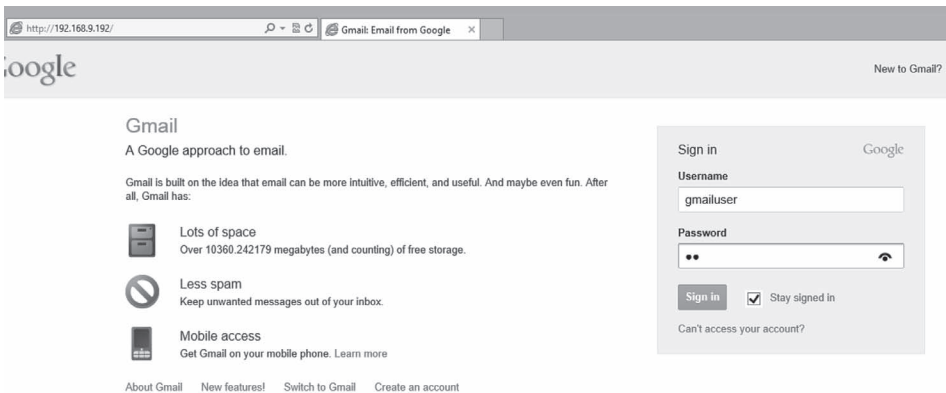 http://192.168.9.192/
Gmail: Email from Google
Google
New to Gmail?
Gmail
A Google approach to email.
Gmail is built on the idea that email can be more intuitive, efficient, and useful. And maybe even fun. After
all, Gmail has:
Lots of space
Over 10360.242179 megabytes (and counting) of free storage.
Less spam
Keep unwanted messages out of your inbox.
Mobile access
Get Gmail on your mobile phone. Learn more
About Gmail New features! Switch to Gmail Create an account
Sign in Google
Username
gmailuser
Password
••
Sign in Stay signed in
Can't access your account?